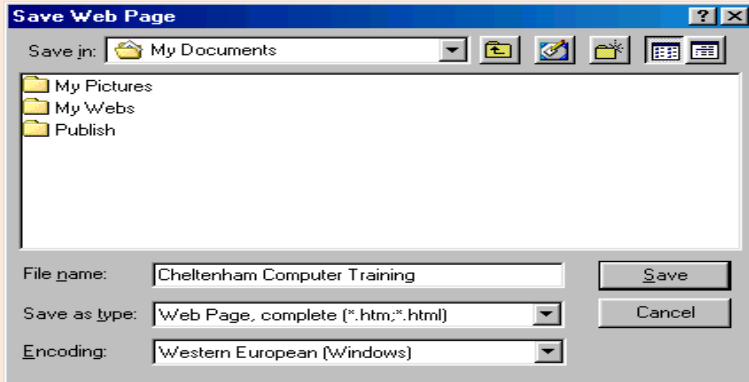 Save Web Page
Save in: My Documents
My Pictures
My Webs
Publish
File name: Cheltenham Computer Training Save
Save as type: Web Page, complete (*.htm;*.html) Cancel
Encoding: Western European (Windows)